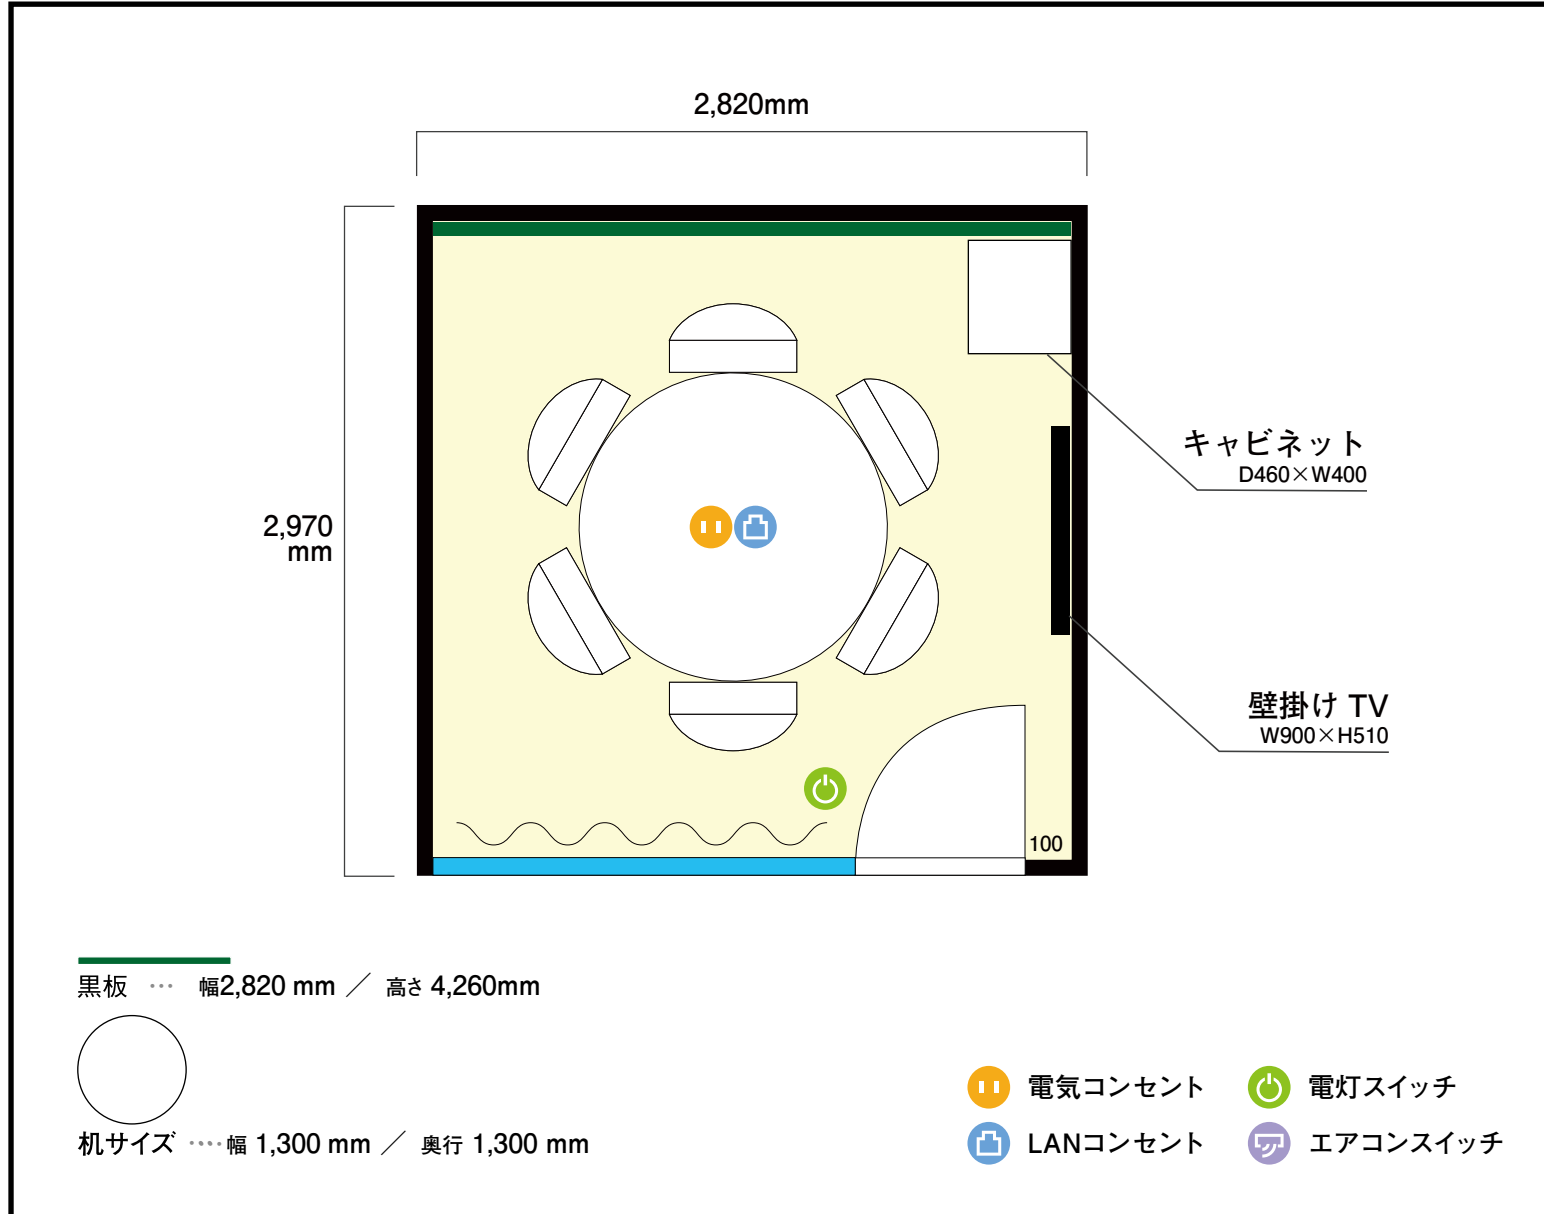 2,820mm
2,970
mm
キャビネット
D460×W400
壁掛け TV
W900×H510
100
黒板 … 幅2,820 mm ／ 高さ 4,260mm
机サイズ ‥‥ 幅 1,300 mm ／ 奥行 1,300 mm
電気コンセント
電灯スイッチ
LANコンセント
エアコンスイッチ